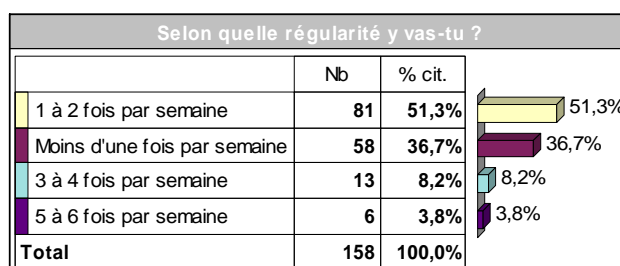 Selon quelle régularité y vas-tu ?
Nb % cit.
1 à 2 fois par semaine 81 51,3% 51,3%
Moins d'une fois par semaine 58 36,7% 36,7%
3 à 4 fois par semaine 13 8,2% 8,2%
5 à 6 fois par semaine 6 3,8% 3,8%
Total 158 100,0%